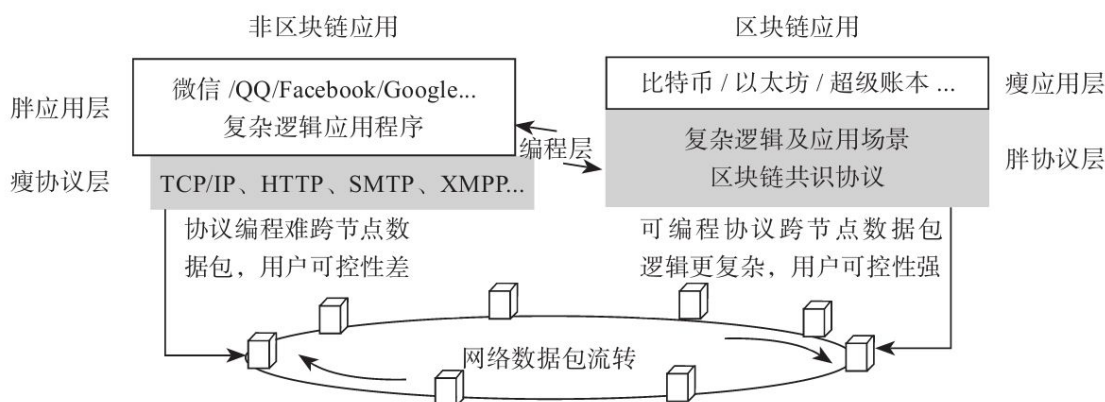 非区块链应用
区块链应用
胖应用层
微信 /QQ/Facebook/Google...
复杂逻辑应用程序
瘦协议层
TCP/IP、HTTP、SMTP、XMPP...
编程层
比特币 / 以太坊 / 超级账本 ...
瘦应用层
复杂逻辑及应用场景
区块链共识协议
胖协议层
协议编程难跨节点数
据包，用户可控性差
可编程协议跨节点数据包
逻辑更复杂，用户可控性强
网络数据包流转